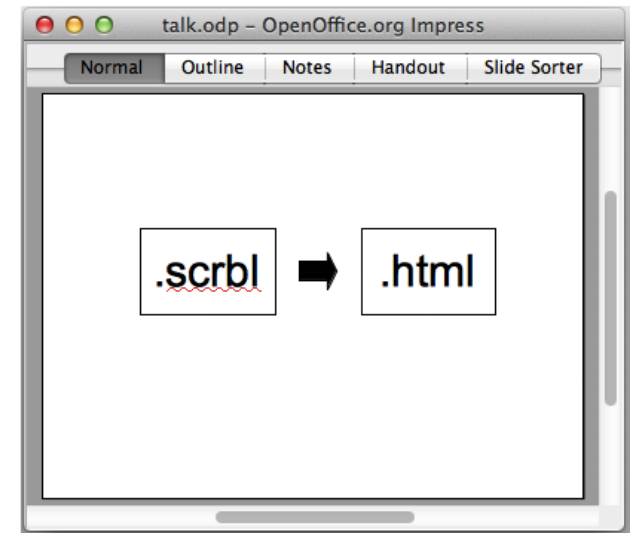 talk.odp – OpenOffice.org Impress
Normal Outline Notes Handout Slide Sorter
.scrbl .html